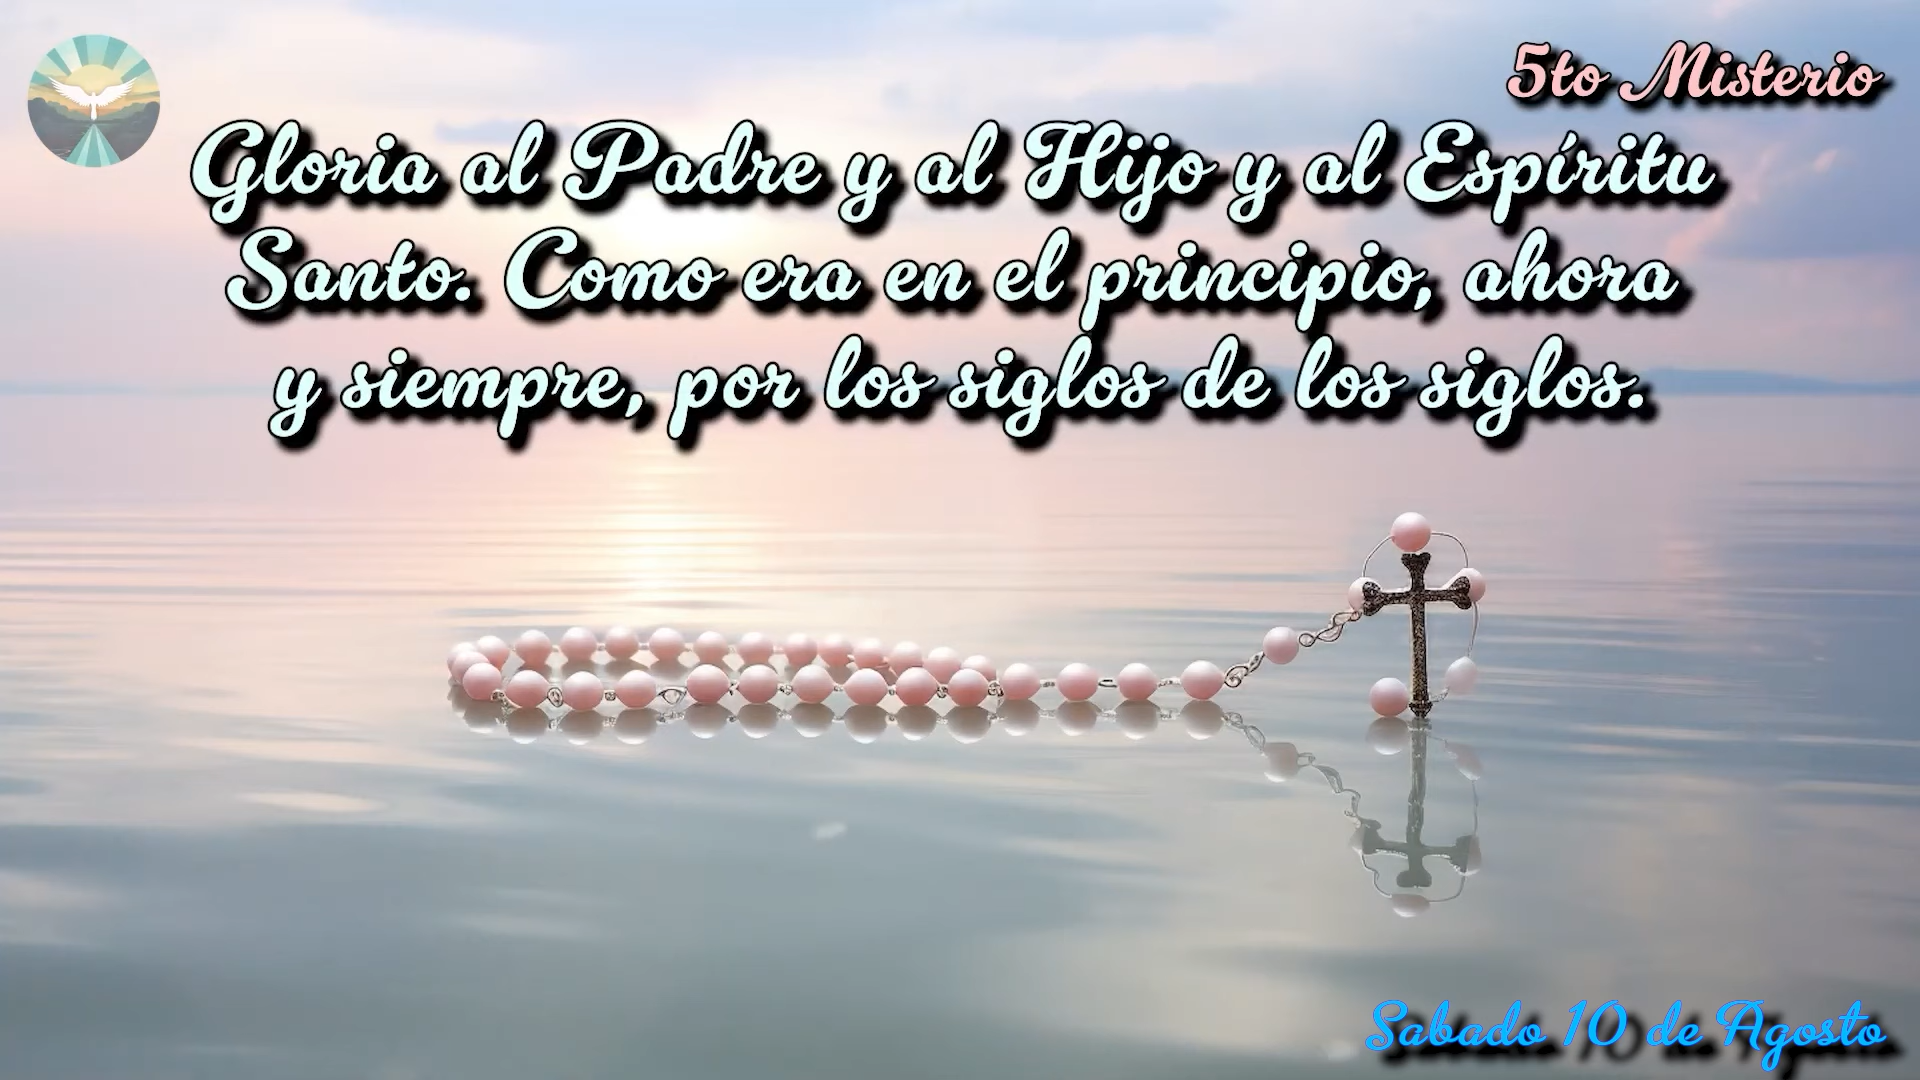 5to Misterio
Gloria al Padre y al Hijo y al Espíritu
Santo. Como era en el principio, ahora
y siempre, por los siglos de los siglos.
Sabado 10 de Agosto